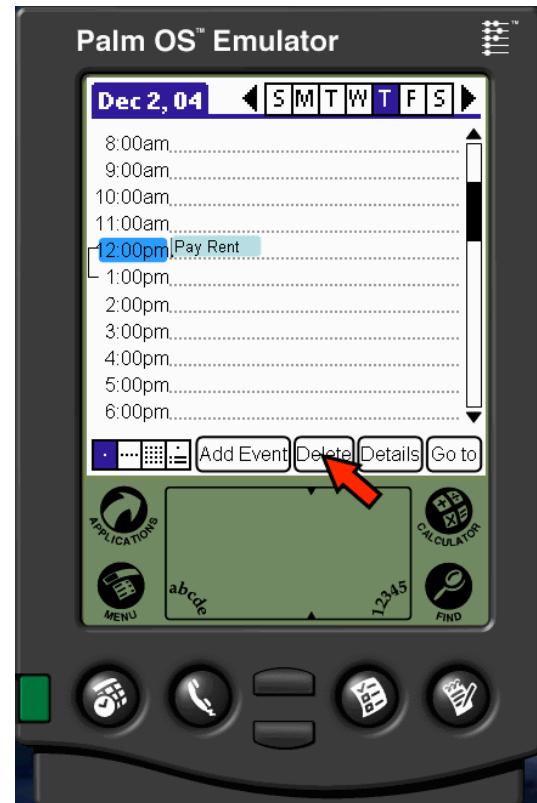 Palm OS™ Emulator
™
Dec 2, 04
S M T W T F S
8:00am
9:00am
10:00am
11:00am
12:00pm Pay Rent
1:00pm
2:00pm
3:00pm
4:00pm
5:00pm
6:00pm
Add Event Delete Details Go to
APPLICATIONS
CALCULATOR
MENU
abcde
12345
FIND